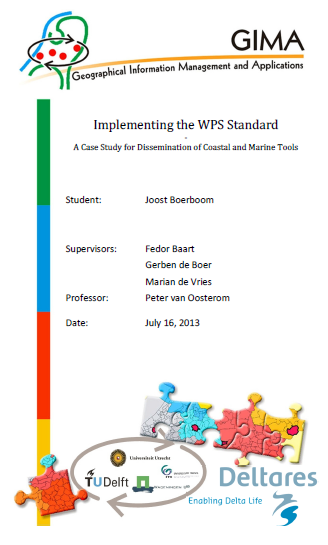 GIMA
Geographical Information Management and Applications
Implementing the WPS Standard
-
A Case Study for Dissemination of Coastal and Marine Tools
Student: Joost Boerboom
Supervisors: Fedor Baart
Gerben de Boer
Marian de Vries
Professor: Peter van Oosterom
Date: July 16, 2013
Universiteit Utrecht
TU Delft
Deltares
Enabling Delta Life